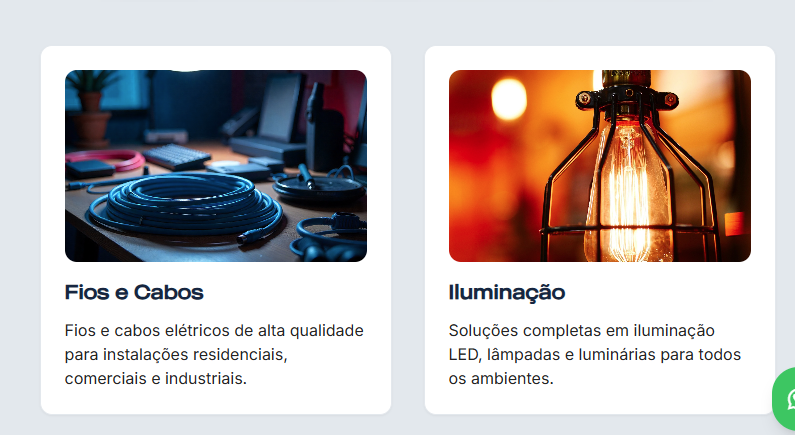 Fios e Cabos
Fios e cabos elétricos de alta qualidade
para instalações residenciais,
comerciais e industriais.
Iluminação
Soluções completas em iluminação
LED, lâmpadas e luminárias para todos
os ambientes.